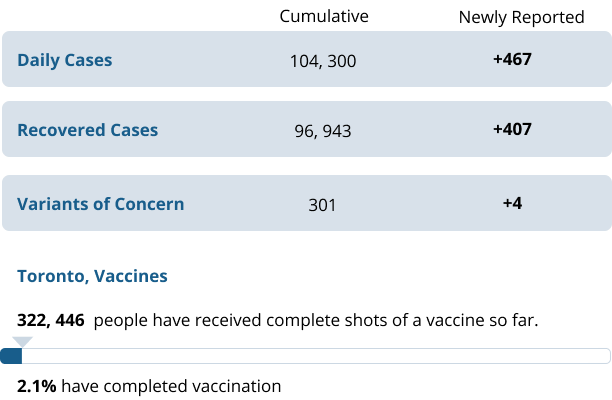 Cumulative Newly Reported
Daily Cases 104, 300 +467
Recovered Cases 96, 943 +407
Variants of Concern 301 +4
Toronto, Vaccines
322, 446 people have received complete shots of a vaccine so far.
2.1% have completed vaccination